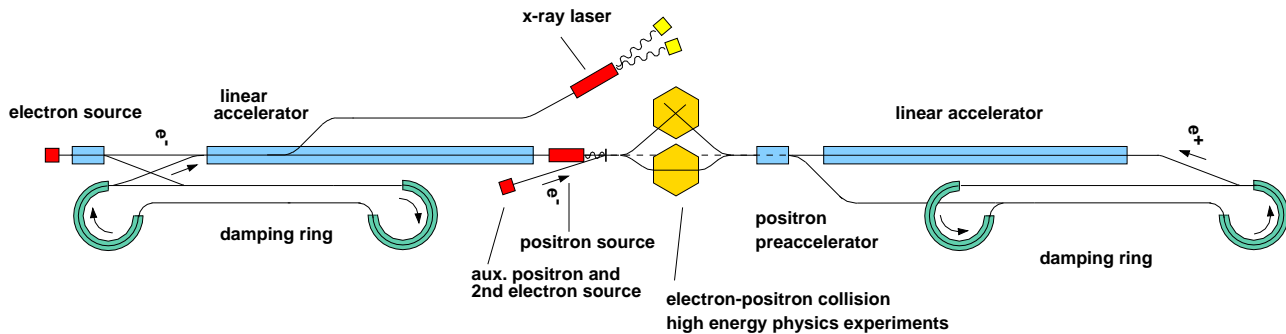 x-ray laser
electron source
linear
accelerator
linear accelerator
e-
e+
e-
damping ring
positron source
positron
preaccelerator
damping ring
aux. positron and
2nd electron source
electron-positron collision
high energy physics experiments